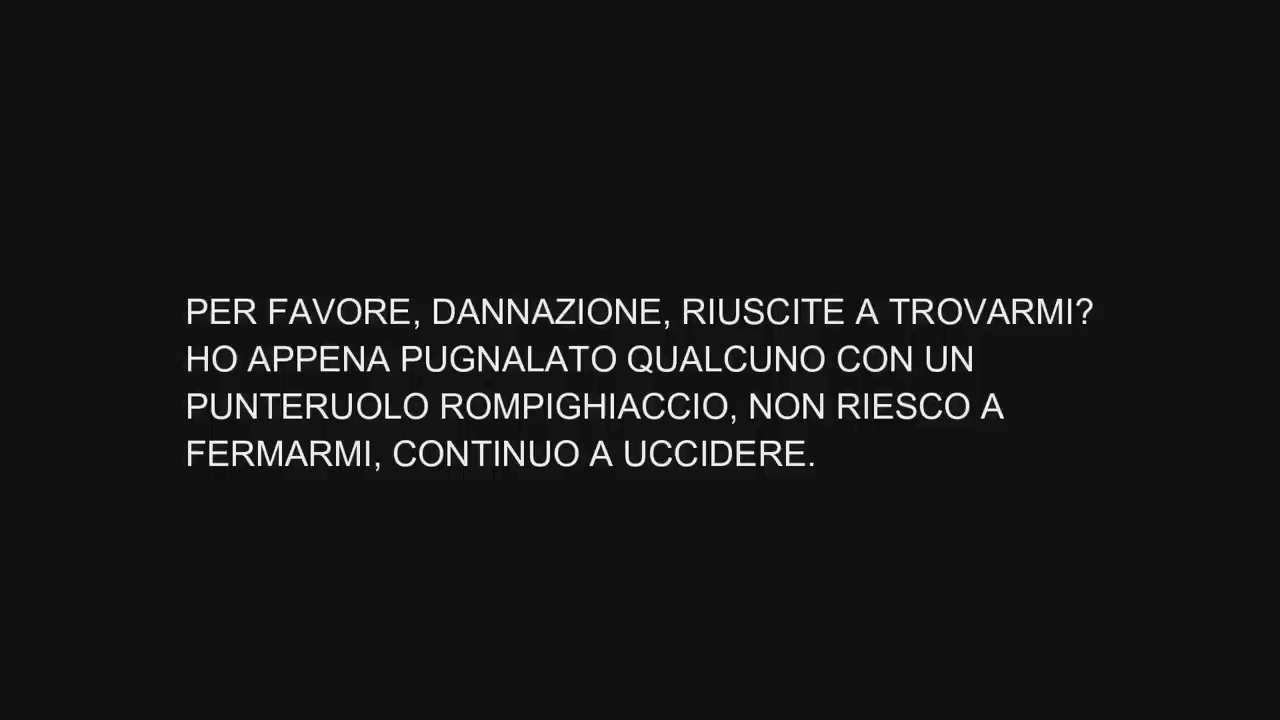 PER FAVORE, DANNAZIONE, RIUSCITE A TROVARMI?
HO APPENA PUGNALATO QUALCUNO CON UN
PUNTERUOLO ROMPIGHIACCIO, NON RIESCO A
FERMARMI, CONTINUO A UCCIDERE.